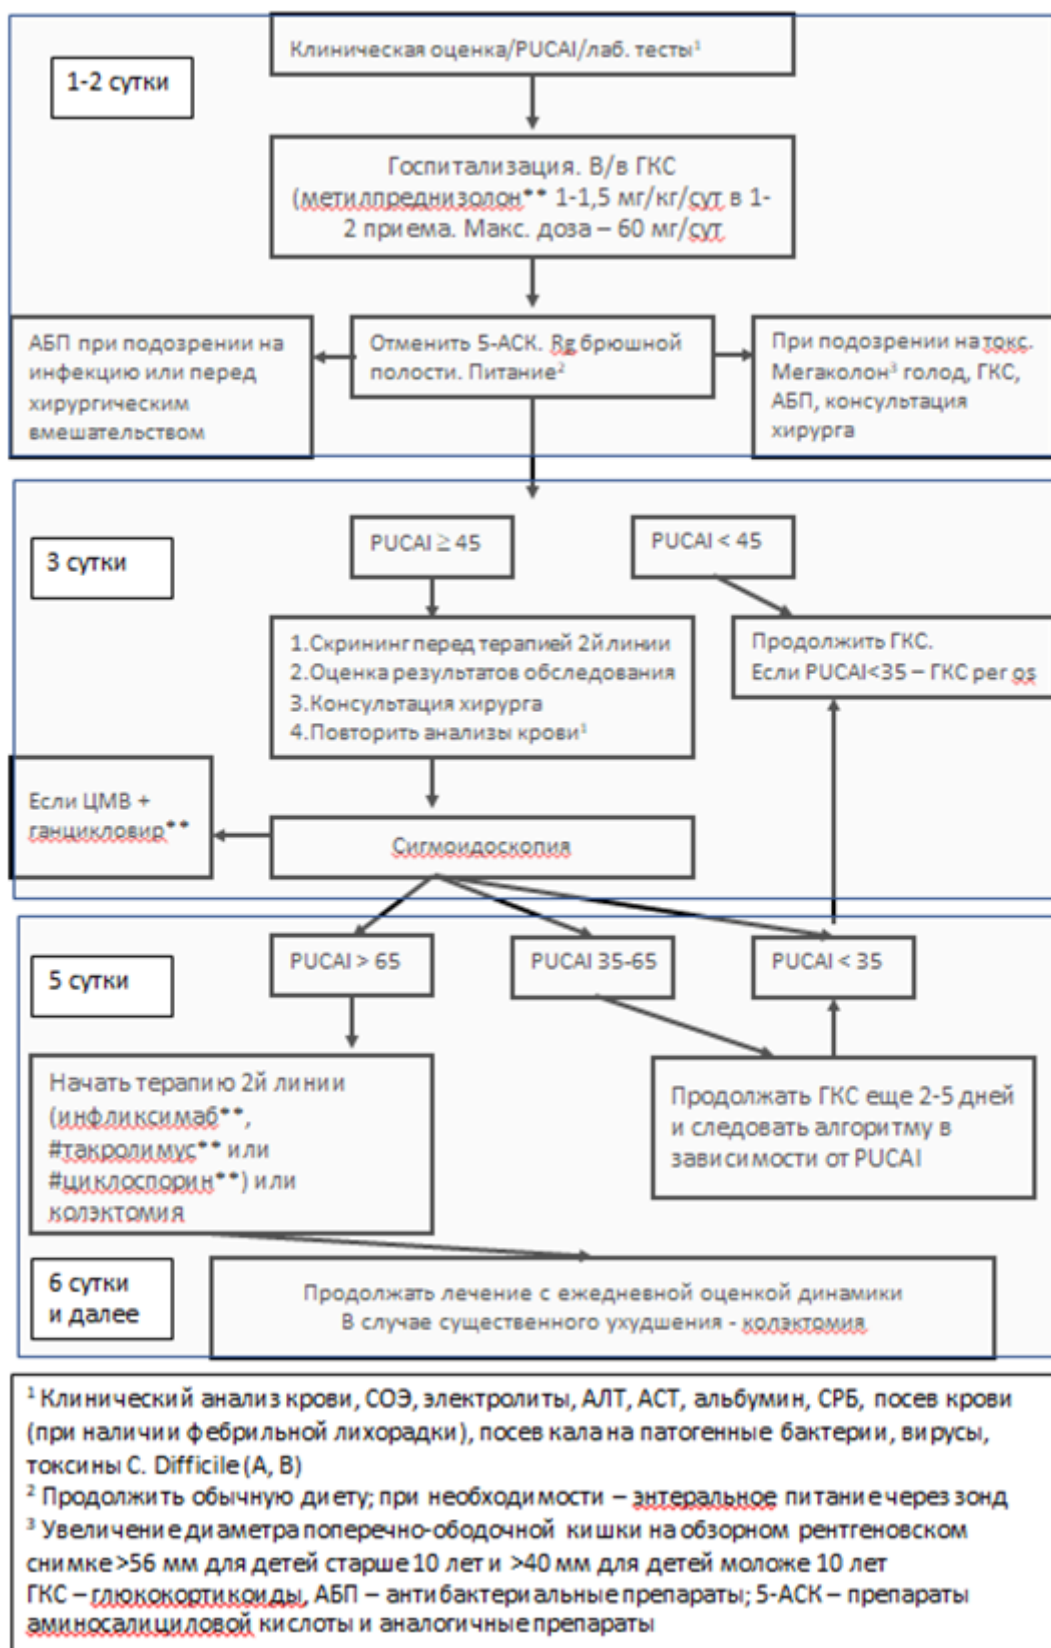 Клиническая оценка/PUCAI/лаб. тесты¹
1-2 сутки
Госпитализация. В/в ГКС
(метилпреднизолон** 1-1,5 мг/кг/сут в 1-
2 приема. Макс. доза – 60 мг/сут
АБП при подозрении на
инфекцию или перед
хирургическим
вмешательством
Отменить 5-АСК. Rg брюшной
полости. Питание²
При подозрении на токс.
Мегаколон³ голод, ГКС,
АБП, консультация
хирурга
3 сутки
PUCAI ≥ 45
PUCAI < 45
1.Скрининг перед терапией 2й линии
2.Оценка результатов обследования
3.Консультация хирурга
4.Повторить анализы крови¹
Продолжить ГКС.
Если PUCAI<35 – ГКС per os
Если ЦМВ +
ганцикловир**
Сигмоидоскопия
5 сутки
PUCAI > 65
PUCAI 35-65
PUCAI < 35
Начать терапию 2й линии
(инфликсимаб**,
#такролимус** или
#циклоспорин**) или
колэктомия
Продолжать ГКС еще 2-5 дней
и следовать алгоритму в
зависимости от PUCAI
6 сутки
и далее
Продолжать лечение с ежедневной оценкой динамики
В случае существенного ухудшения - колэктомия
¹ Клинический анализ крови, СОЭ, электролиты, АЛТ, АСТ, альбумин, СРБ, посев крови
(при наличии фебрильной лихорадки), посев кала на патогенные бактерии, вирусы,
токсины C. Difficile (A, B)
² Продолжить обычную диету; при необходимости – энтеральное питание через зонд
³ Увеличение диаметра поперечно-ободочной кишки на обзорном рентгеновском
снимке >56 мм для детей старше 10 лет и >40 мм для детей моложе 10 лет
ГКС – глюкокортикоиды, АБП – антибактериальные препараты; 5-АСК – препараты
аминосалициловой кислоты и аналогичные препараты